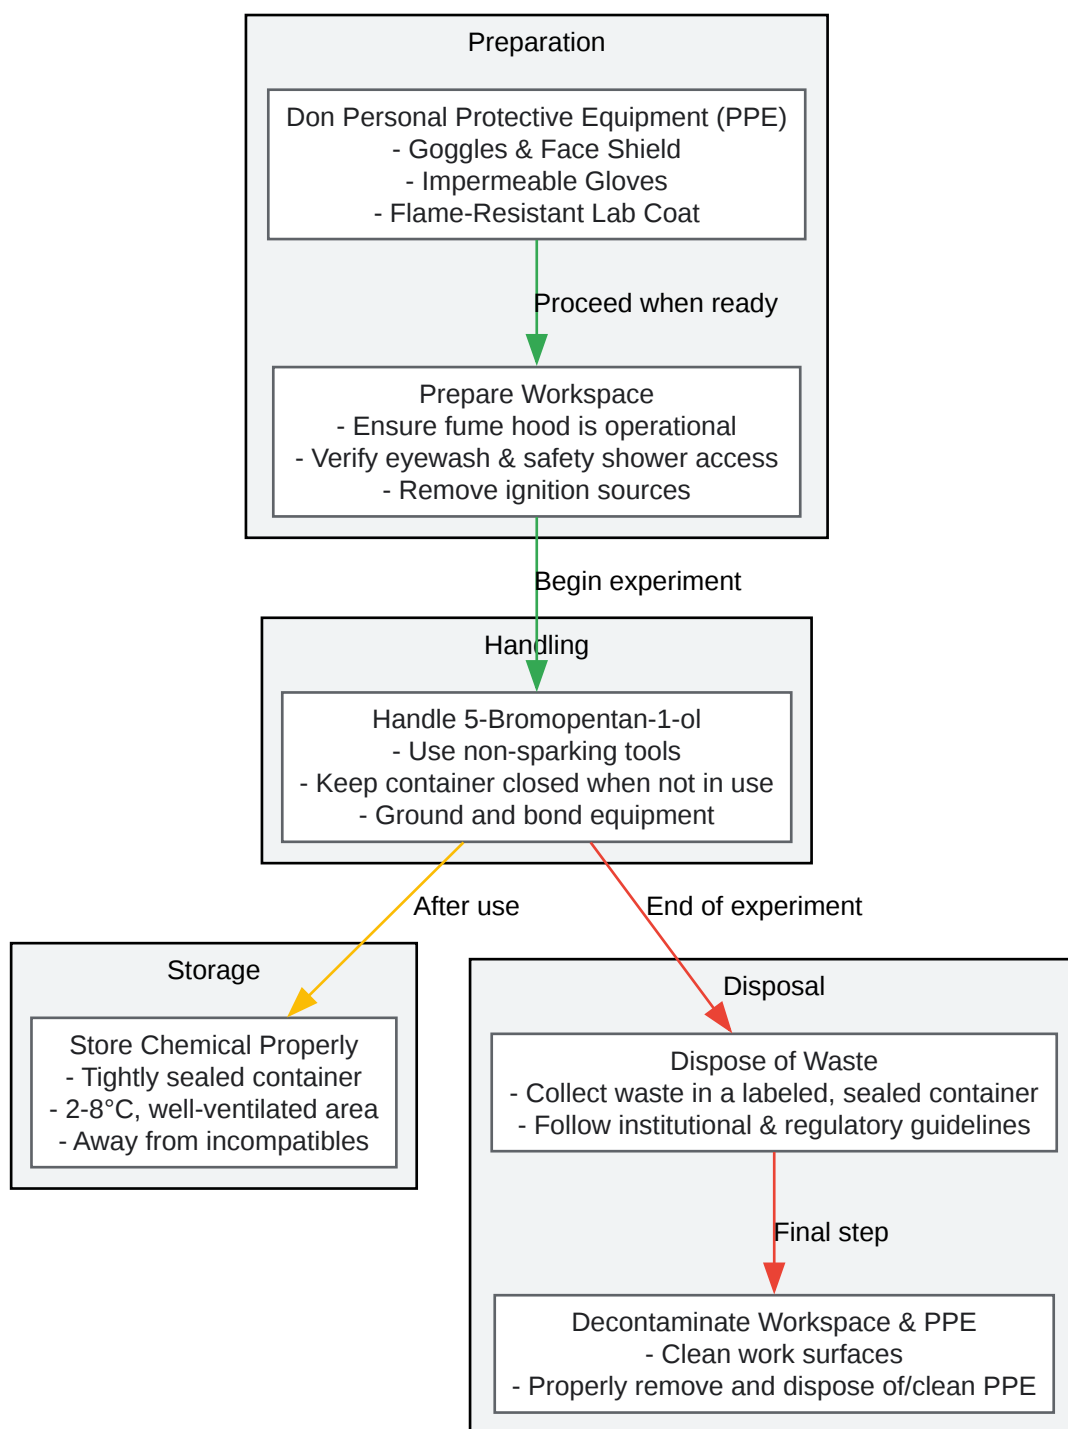 Preparation
Don Personal Protective Equipment (PPE)
- Goggles & Face Shield
- Impermeable Gloves
- Flame-Resistant Lab Coat
Proceed when ready
Prepare Workspace
- Ensure fume hood is operational
- Verify eyewash & safety shower access
- Remove ignition sources
Begin experiment
Handling
Handle 5-Bromopentan-1-ol
- Use non-sparking tools
- Keep container closed when not in use
- Ground and bond equipment
After use
End of experiment
Storage
Store Chemical Properly
- Tightly sealed container
- 2-8°C, well-ventilated area
- Away from incompatibles
Disposal
Dispose of Waste
- Collect waste in a labeled, sealed container
- Follow institutional & regulatory guidelines
Final step
Decontaminate Workspace & PPE
- Clean work surfaces
- Properly remove and dispose of/clean PPE